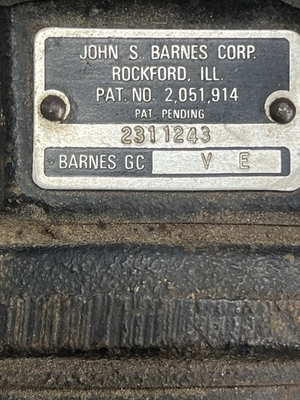 JOHN S. BARNES CORP.
ROCKFORD, ILL.
PAT. NO. 2,051,914
PAT. PENDING
2311243
BARNES GC V E